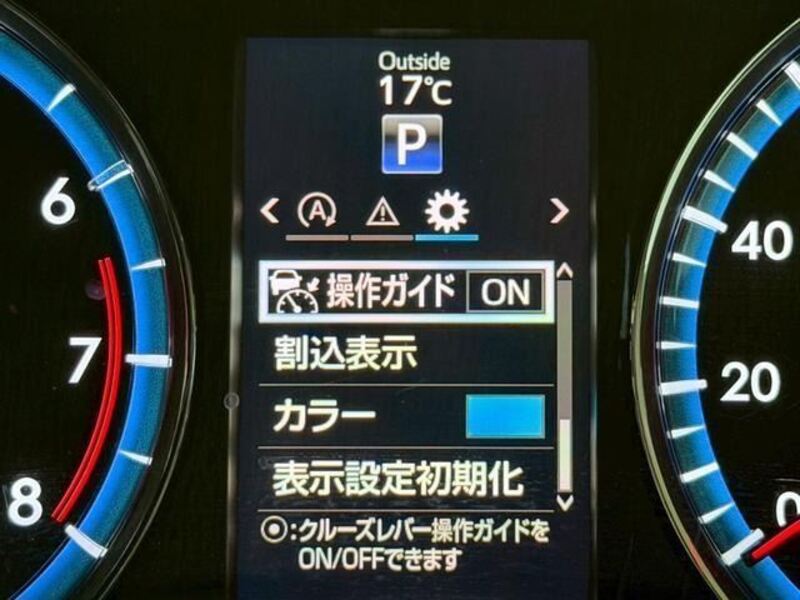 Outside
17℃
P
A
6
7
8
40
20
0
操作ガイド ON
割込表示
カラー
表示設定初期化
◎:クルーズレバー操作ガイドを
ON/OFFできます